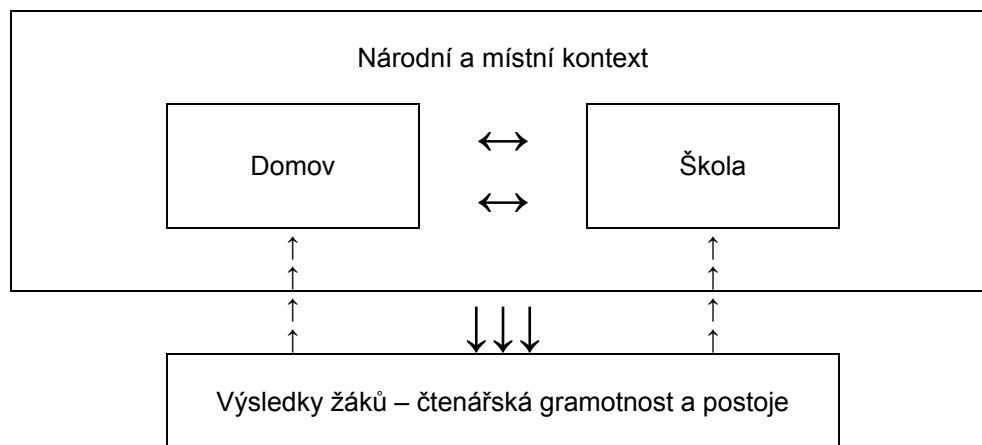 Národní a místní kontext
Domov
Škola
Výsledky žáků – čtenářská gramotnost a postoje